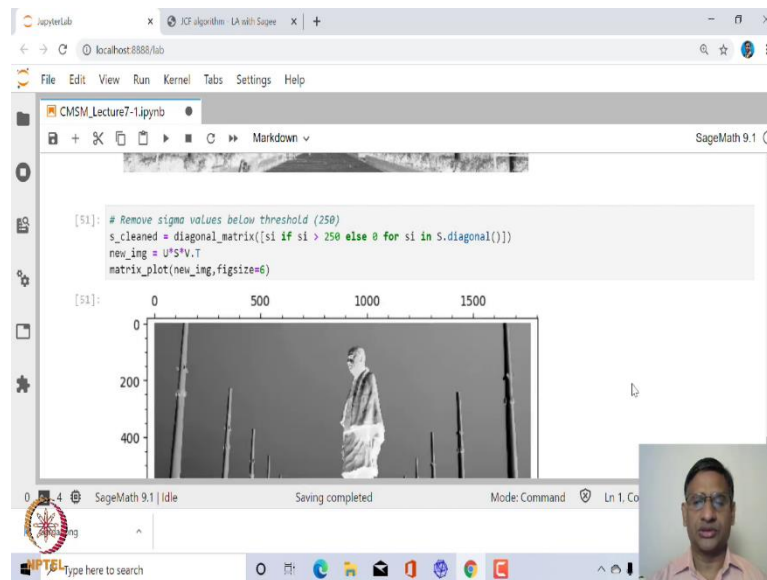 JupyterLab
JCF algorithm - LA with Sagee
localhost:8888/lab
File Edit View Run Kernel Tabs Settings Help
CMSM_Lecture7-1.ipynb
Markdown
SageMath 9.1
[51]: # Remove sigma values below threshold (250)
s_cleaned = diagonal_matrix([si if si > 250 else 0 for si in S.diagonal()])
new_img = U*S*V.T
matrix_plot(new_img,figsize=6)
[51]:
0 500 1000 1500
0
200
400
0 4 SageMath 9.1 | Idle Saving completed Mode: Command Ln 1, Co
NPTEL
Type here to search